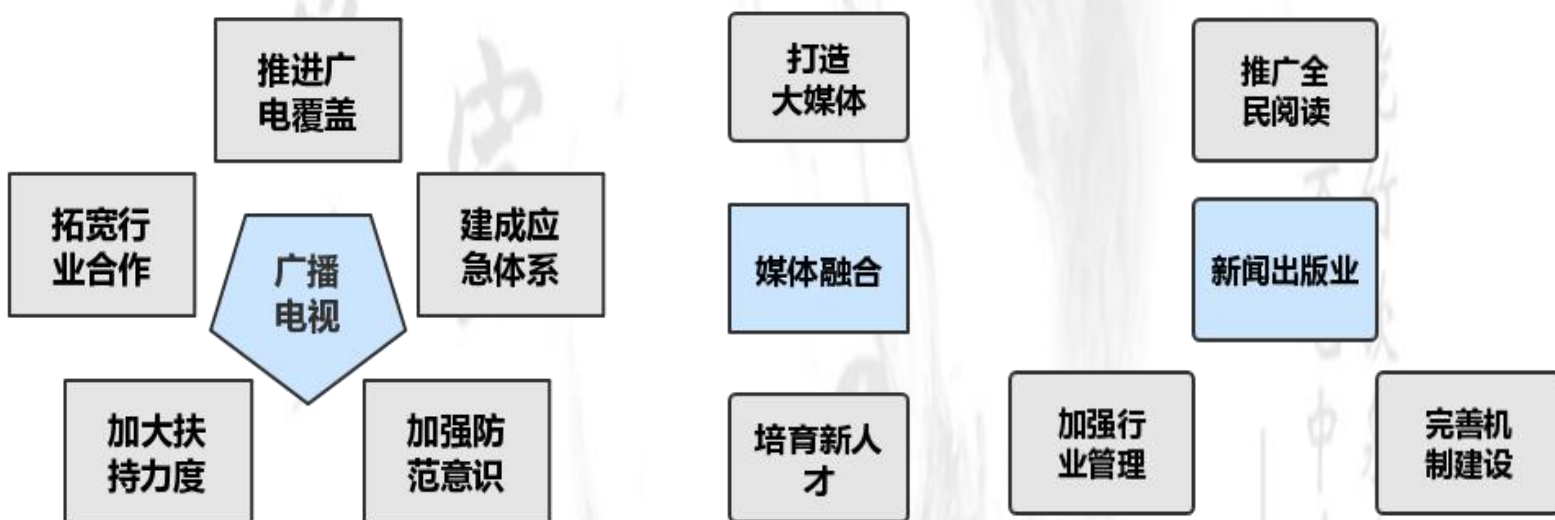 推进广
电覆盖
拓宽行
业合作
广播
电视
建成应
急体系
加大扶
持力度
加强防
范意识
打造
大媒体
媒体融合
培育新人
才
推广全
民阅读
新闻出版业
加强行
业管理
完善机
制建设